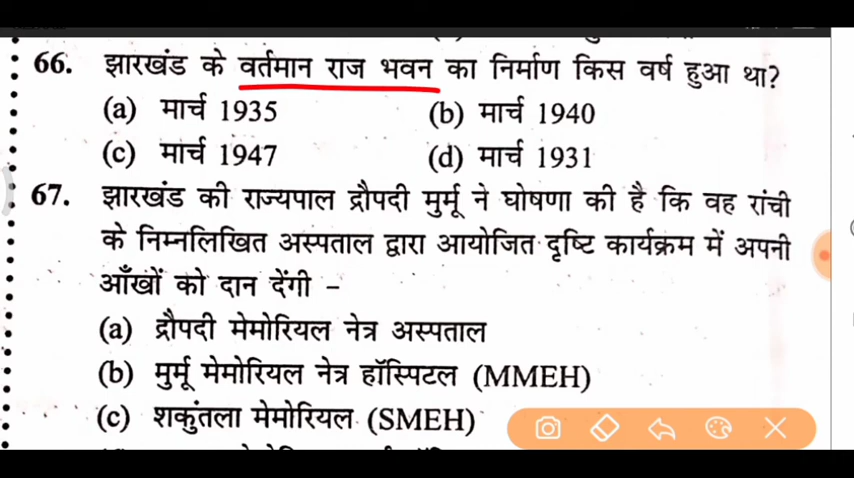 66. झारखंड के वर्तमान राज भवन का निर्माण किस वर्ष हुआ था?
(a) मार्च 1935 (b) मार्च 1940
(c) मार्च 1947 (d) मार्च 1931
67. झारखंड की राज्यपाल द्रौपदी मुर्मू ने घोषणा की है कि वह रांची
के निम्नलिखित अस्पताल द्वारा आयोजित दृष्टि कार्यक्रम में अपनी
आँखों को दान देंगी –
(a) द्रौपदी मेमोरियल नेत्र अस्पताल
(b) मुर्मू मेमोरियल नेत्र हॉस्पिटल (MMEH)
(c) शकुंतला मेमोरियल (SMEH)